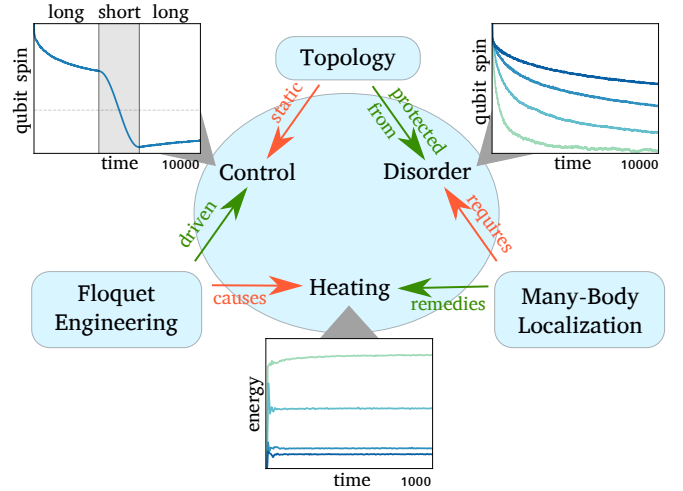 long short long
qubit spin
time 10000
Topology
qubit spin
time 10000
static
protected
from
Control
Disorder
driven
requires
Floquet
Engineering
causes
Heating
remedies
Many-Body
Localization
energy
time 1000